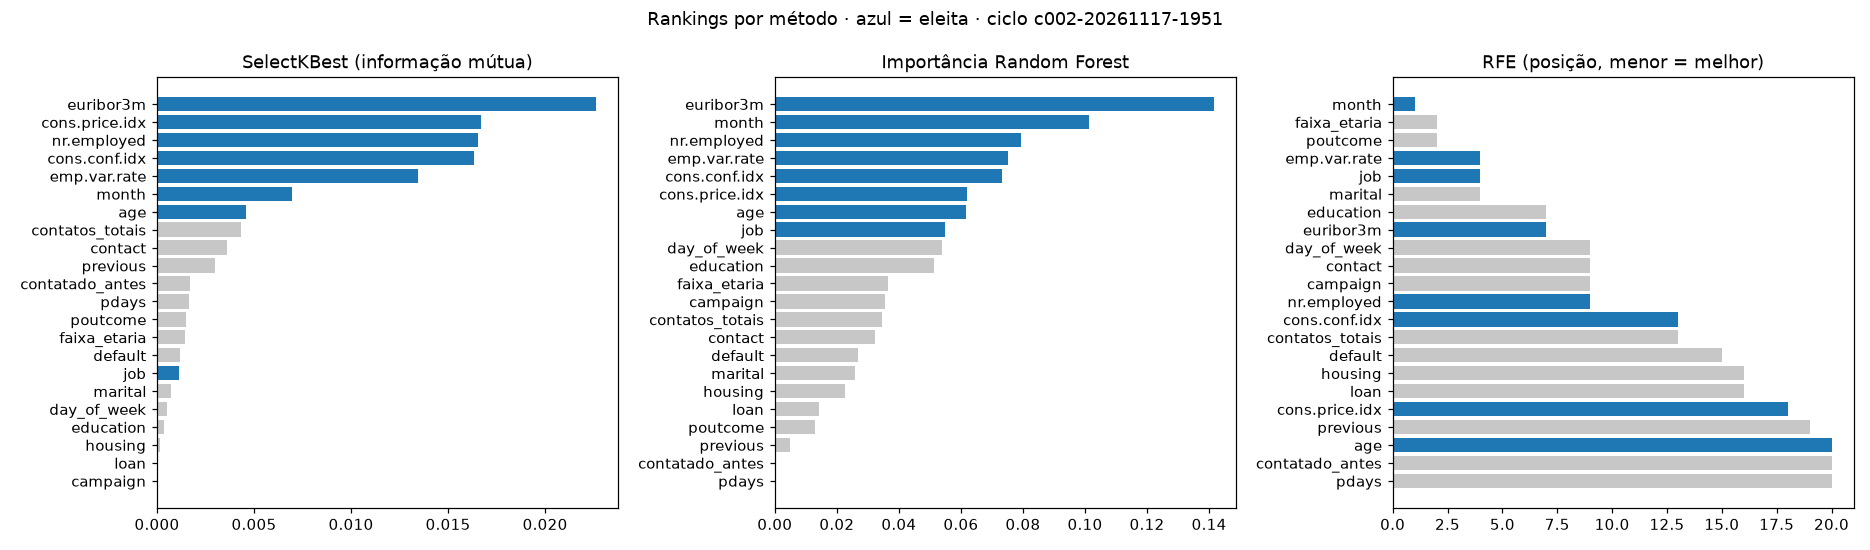 Rankings por método · azul = eleita · ciclo c002-20261117-1951
SelectKBest (informação mútua)
euribor3m
cons.price.idx
nr.employed
cons.conf.idx
emp.var.rate
month
age
contatos_totais
contact
previous
contatado_antes
pdays
poutcome
faixa_etaria
default
job
marital
day_of_week
education
housing
loan
campaign
0.000 0.005 0.010 0.015 0.020
Importância Random Forest
euribor3m
month
nr.employed
emp.var.rate
cons.conf.idx
cons.price.idx
age
job
day_of_week
education
faixa_etaria
campaign
contatos_totais
contact
default
marital
housing
loan
poutcome
previous
contatado_antes
pdays
0.00 0.02 0.04 0.06 0.08 0.10 0.12 0.14
RFE (posição, menor = melhor)
month
faixa_etaria
poutcome
emp.var.rate
job
marital
education
euribor3m
day_of_week
contact
campaign
nr.employed
cons.conf.idx
contatos_totais
default
housing
loan
cons.price.idx
previous
age
contatado_antes
pdays
0.0 2.5 5.0 7.5 10.0 12.5 15.0 17.5 20.0